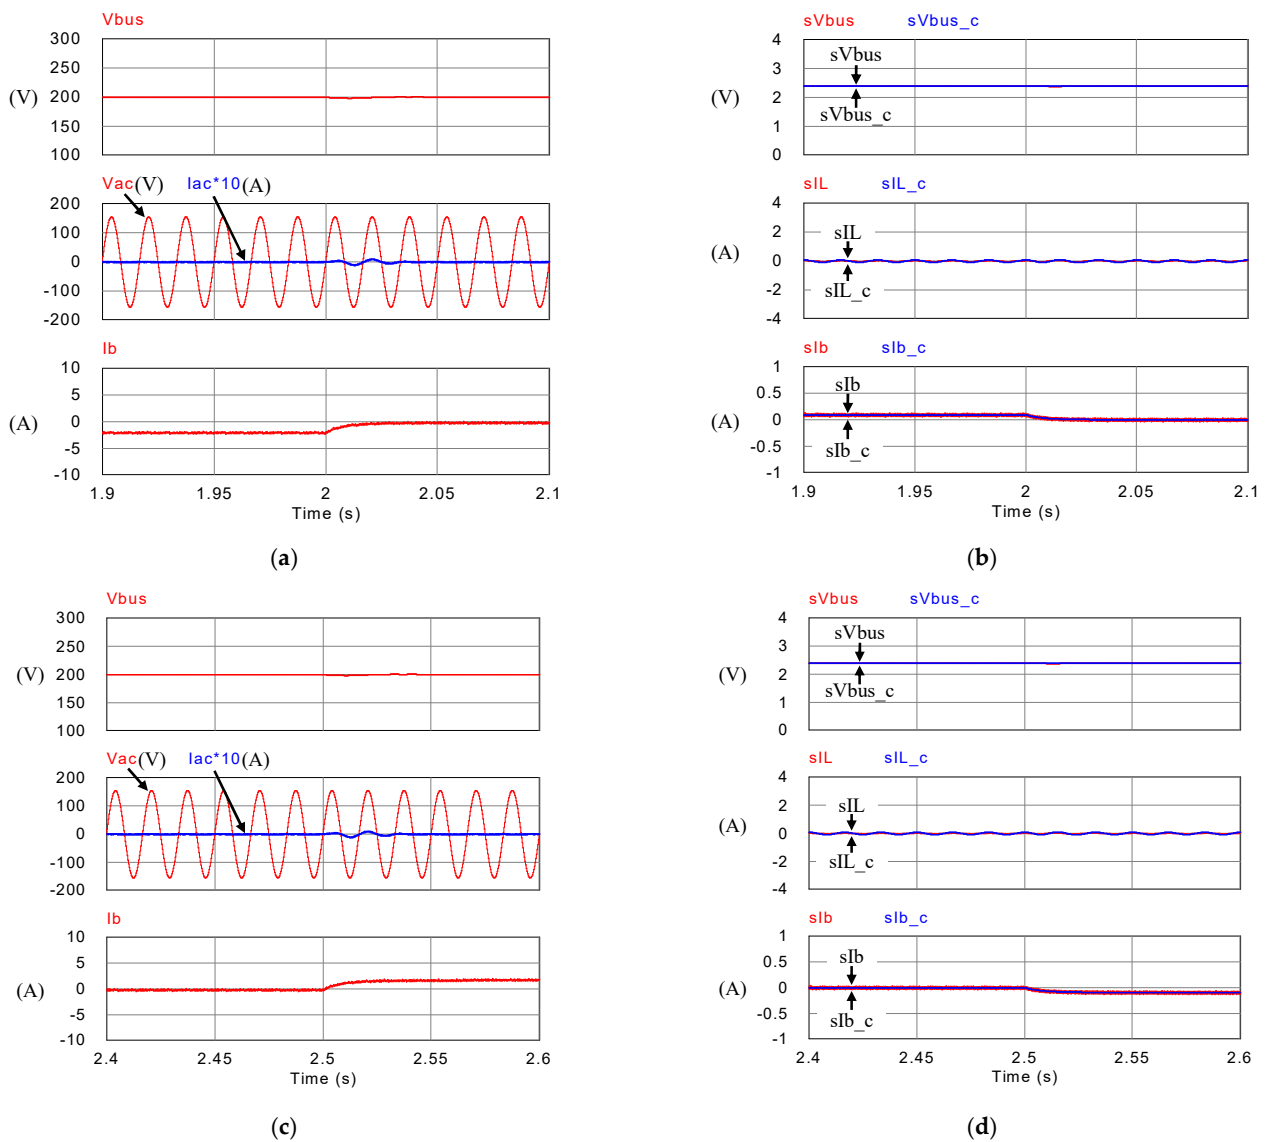 Vbus
300
250
(V) 200
150
100
Vac(V) Iac*10(A)
200
100
0
-100
-200
Ib
10
5
(A) 0
-5
-10
1.9 1.95 2 2.05 2.1
Time (s)
(a)
sVbus sVbus_c
4
3 sVbus
(V) 2
sVbus_c
1
0
sIL sIL_c
4
2
sIL
(A) 0
sIL_c
-2
-4
sIb sIb_c
1
0.5 sIb
(A) 0
-0.5 sIb_c
-1
1.9 1.95 2 2.05 2.1
Time (s)
(b)
Vbus
300
250
(V) 200
150
100
Vac(V) Iac*10(A)
200
100
0
-100
-200
Ib
10
5
(A) 0
-5
-10
2.4 2.45 2.5 2.55 2.6
Time (s)
(c)
sVbus sVbus_c
4
3 sVbus
(V) 2
sVbus_c
1
0
sIL sIL_c
4
2 sIL
(A) 0
sIL_c
-2
-4
sIb sIb_c
1
0.5 sIb
(A) 0
-0.5 sIb_c
-1
2.4 2.45 2.5 2.55 2.6
Time (s)
(d)